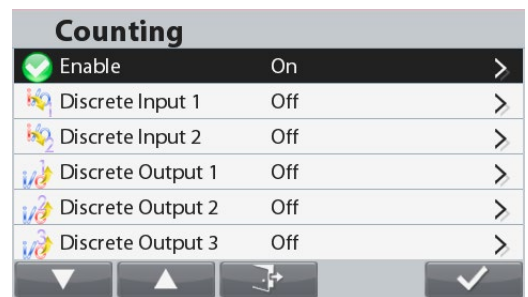 Counting
Enable On
Discrete Input 1 Off
Discrete Input 2 Off
Discrete Output 1 Off
Discrete Output 2 Off
Discrete Output 3 Off